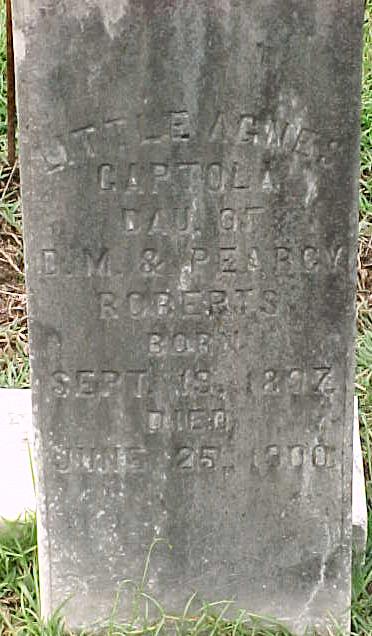 LITTLE AGNES
CAPTOLA
DAU. OF
D. M. & PEARCY
ROBERTS
BORN
SEPT. 13, 1897
DIED
JUNE 25, 1900